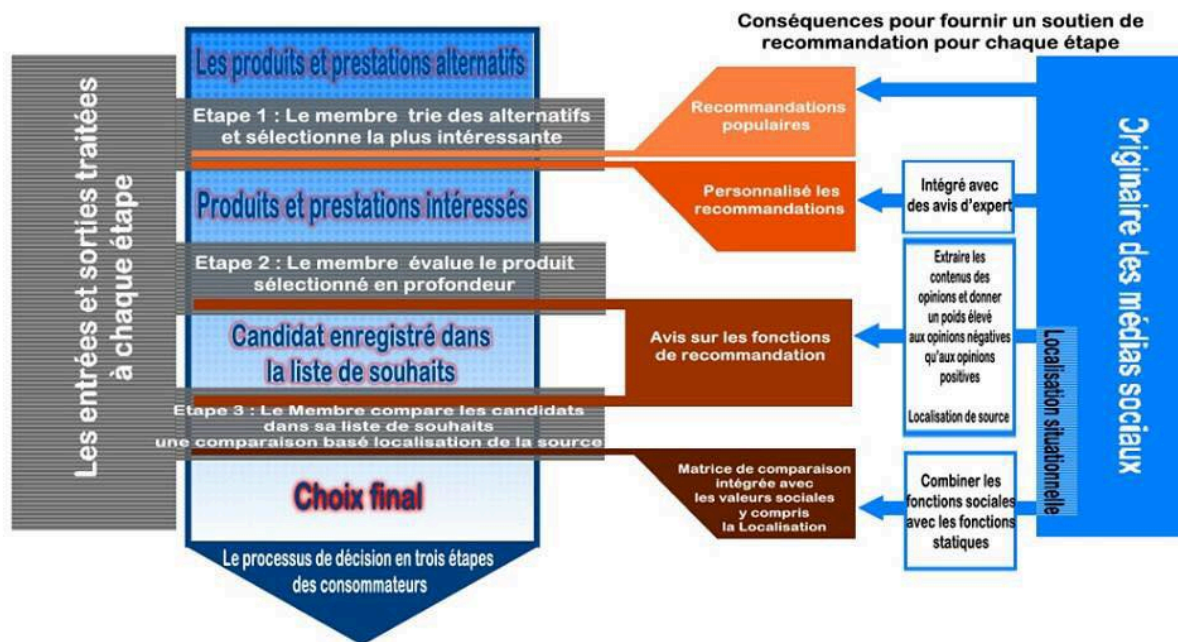 Conséquences pour fournir un soutien de
recommandation pour chaque étape
Les entrées et sorties traitées
à chaque étape
Les produits et prestations alternatifs
Etape 1 : Le membre trie des alternatifs
et sélectionne la plus intéressante
Produits et prestations intéressés
Etape 2 : Le membre évalue le produit
sélectionné en profondeur
Candidat enregistré dans
la liste de souhaits
Etape 3 : Le Membre compare les candidats
dans sa liste de souhaits
une comparaison basé localisation de la source
Choix final
Le processus de décision en trois étapes
des consommateurs
Recommandations
populaires
Personnalisé les
recommandations
Avis sur les fonctions
de recommandation
Matrice de comparaison
intégrée avec
les valeurs sociales
y compris
la Localisation
Intégré avec
des avis d'expert
Extraire les
contenus des
opinions et donner
un poids élevé
aux opinions négatives
qu'aux opinions
positives
Localisation de source
Combiner les
fonctions sociales
avec les fonctions
statiques
Localisation situationnelle
Originaire des médias sociaux